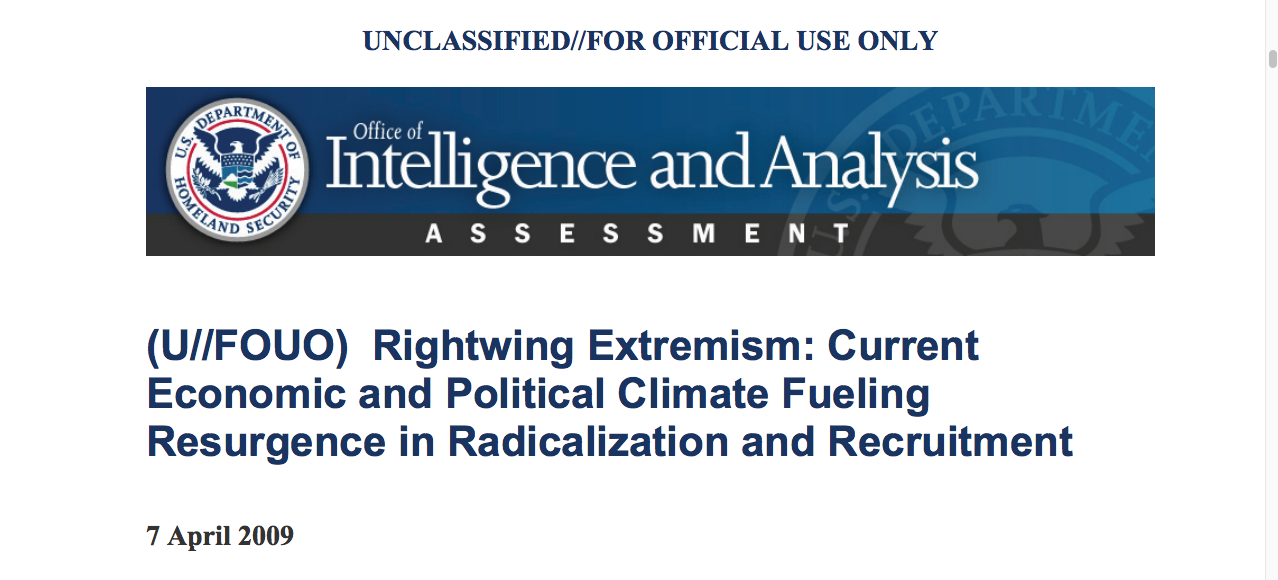 UNCLASSIFIED//FOR OFFICIAL USE ONLY
U.S. DEPARTMENT OF
HOMELAND SECURITY
Office of
Intelligence and Analysis
ASSESSMENT
U.S. DEPARTME
(U//FOUO) Rightwing Extremism: Current
Economic and Political Climate Fueling
Resurgence in Radicalization and Recruitment
7 April 2009